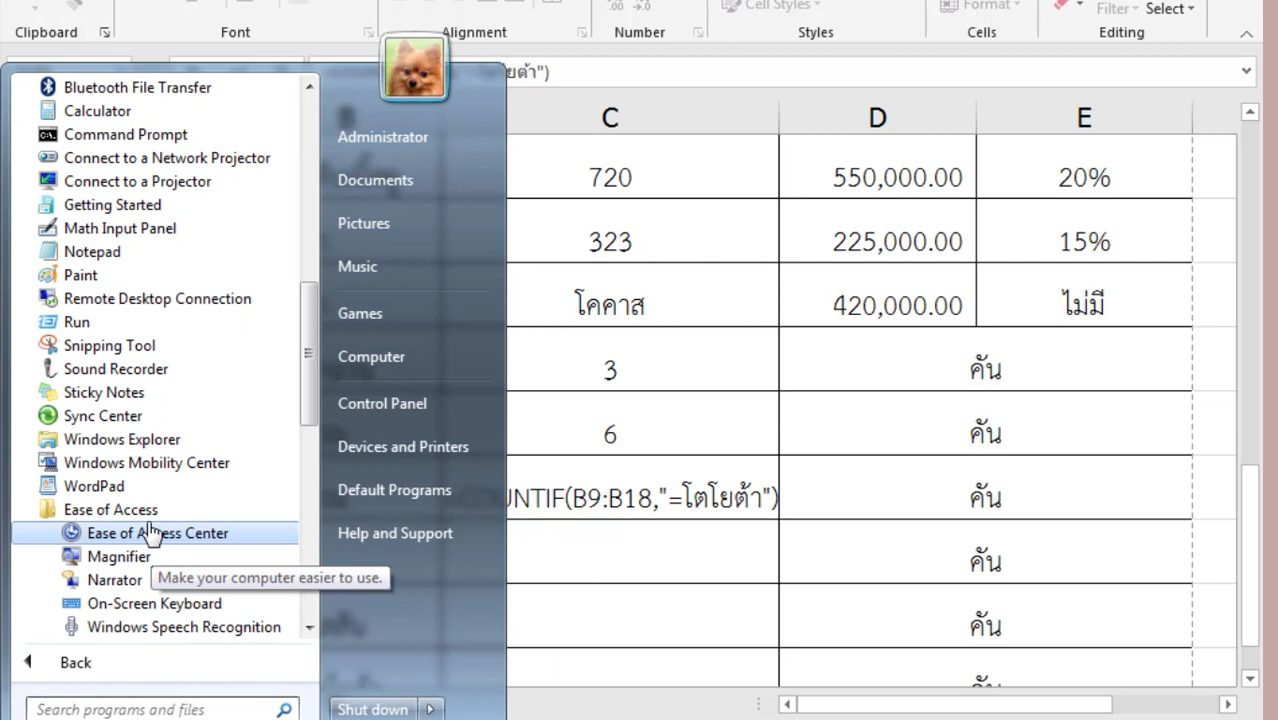 Cell Styles
Format
Filter
Select
Clipboard
Font
Alignment
Number
Styles
Cells
Editing
โยต้า")
C
D
E
Bluetooth File Transfer
Calculator
Command Prompt
Connect to a Network Projector
Connect to a Projector
Getting Started
Math Input Panel
Notepad
Paint
Remote Desktop Connection
Run
Snipping Tool
Sound Recorder
Sticky Notes
Sync Center
Windows Explorer
Windows Mobility Center
WordPad
Ease of Access
Ease of Access Center
Magnifier
Narrator
Make your computer easier to use.
On-Screen Keyboard
Windows Speech Recognition
Back
Search programs and files
Administrator
Documents
Pictures
Music
Games
Computer
Control Panel
Devices and Printers
Default Programs
Help and Support
Shut down
720 550,000.00 20%
323 225,000.00 15%
โคคาส 420,000.00 ไม่มี
3 คัน
6 คัน
UNTIF(B9:B18,"=โตโยต้า") คัน
คัน
คัน
คัน